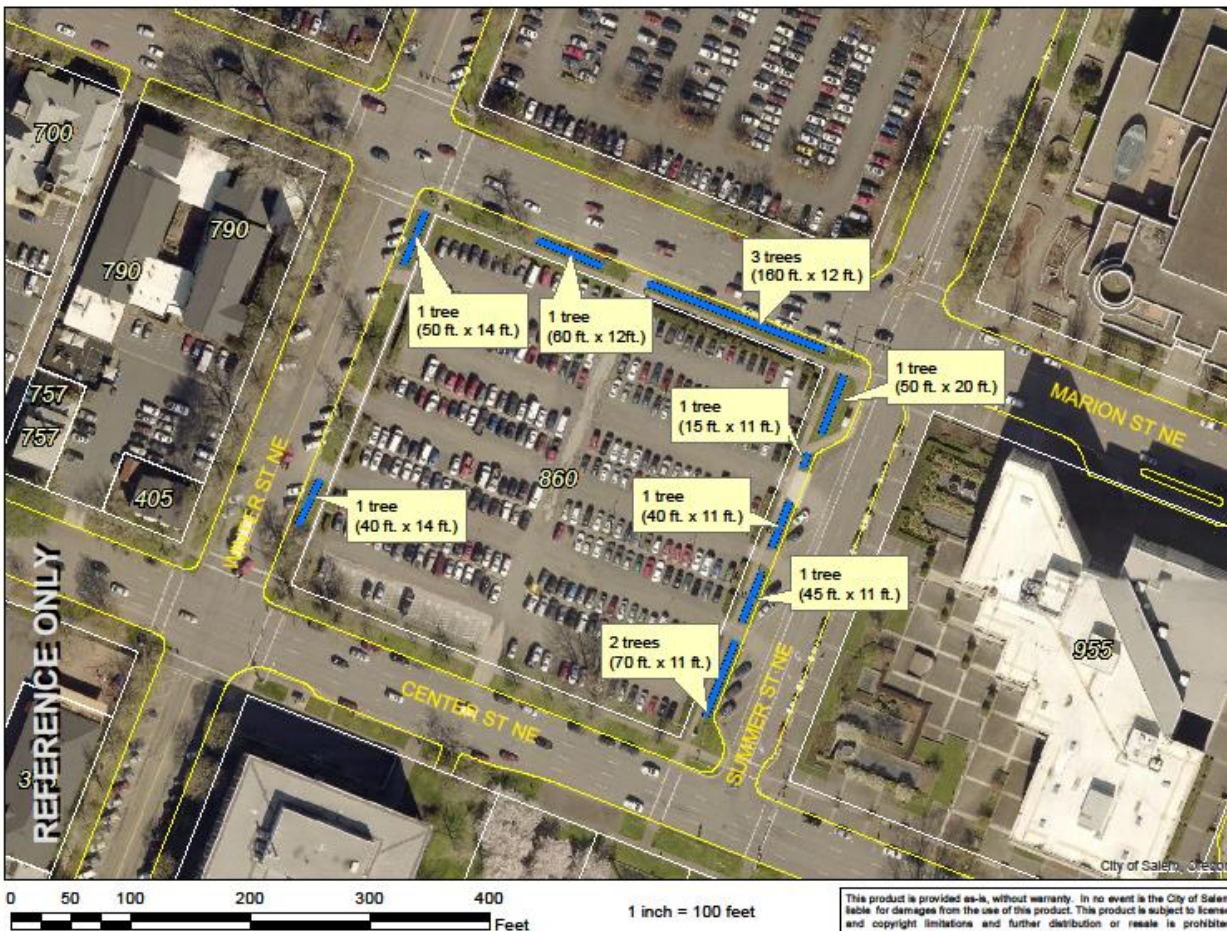 700
790
790
3 trees
(160 ft. x 12 ft.)
1 tree
(50 ft. x 14 ft.)
1 tree
(60 ft. x 12ft.)
1 tree
(50 ft. x 20 ft.)
MARION ST NE
1 tree
(15 ft. x 11 ft.)
757
757
860
405
1 tree
(40 ft. x 11 ft.)
1 tree
(40 ft. x 14 ft.)
WINTER ST NE
1 tree
(45 ft. x 11 ft.)
2 trees
(70 ft. x 11 ft.)
955
CENTER ST NE
SUMMER ST NE
REFERENCE ONLY
City of Salem, Oregon
0 50 100 200 300 400
Feet
1 inch = 100 feet
This product is provided as-is, without warranty. In no event is the City of Salem
liable for damages from the use of this product. This product is subject to license
and copyright limitations and further distribution or resale is prohibited